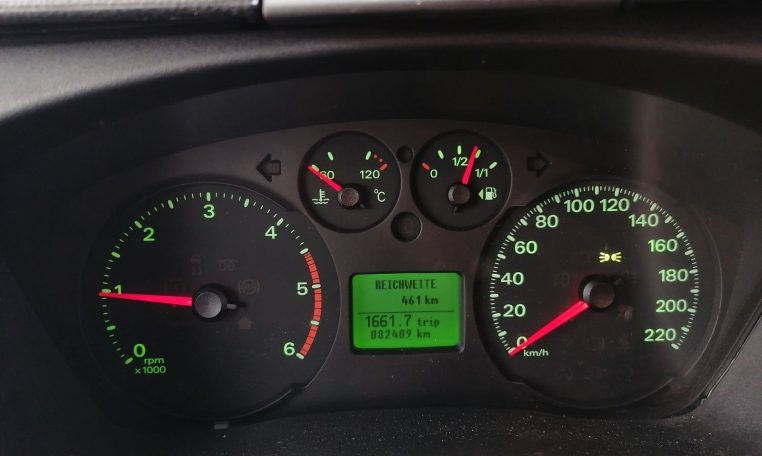 60 120
°C
0 1/2 1/1
0 1 2 3 4 5 6
rpm
x1000
REICHWEITE
461 km
1661.7 trip
082409 km
0 20 40 60 80 100 120 140 160 180 200 220
km/h